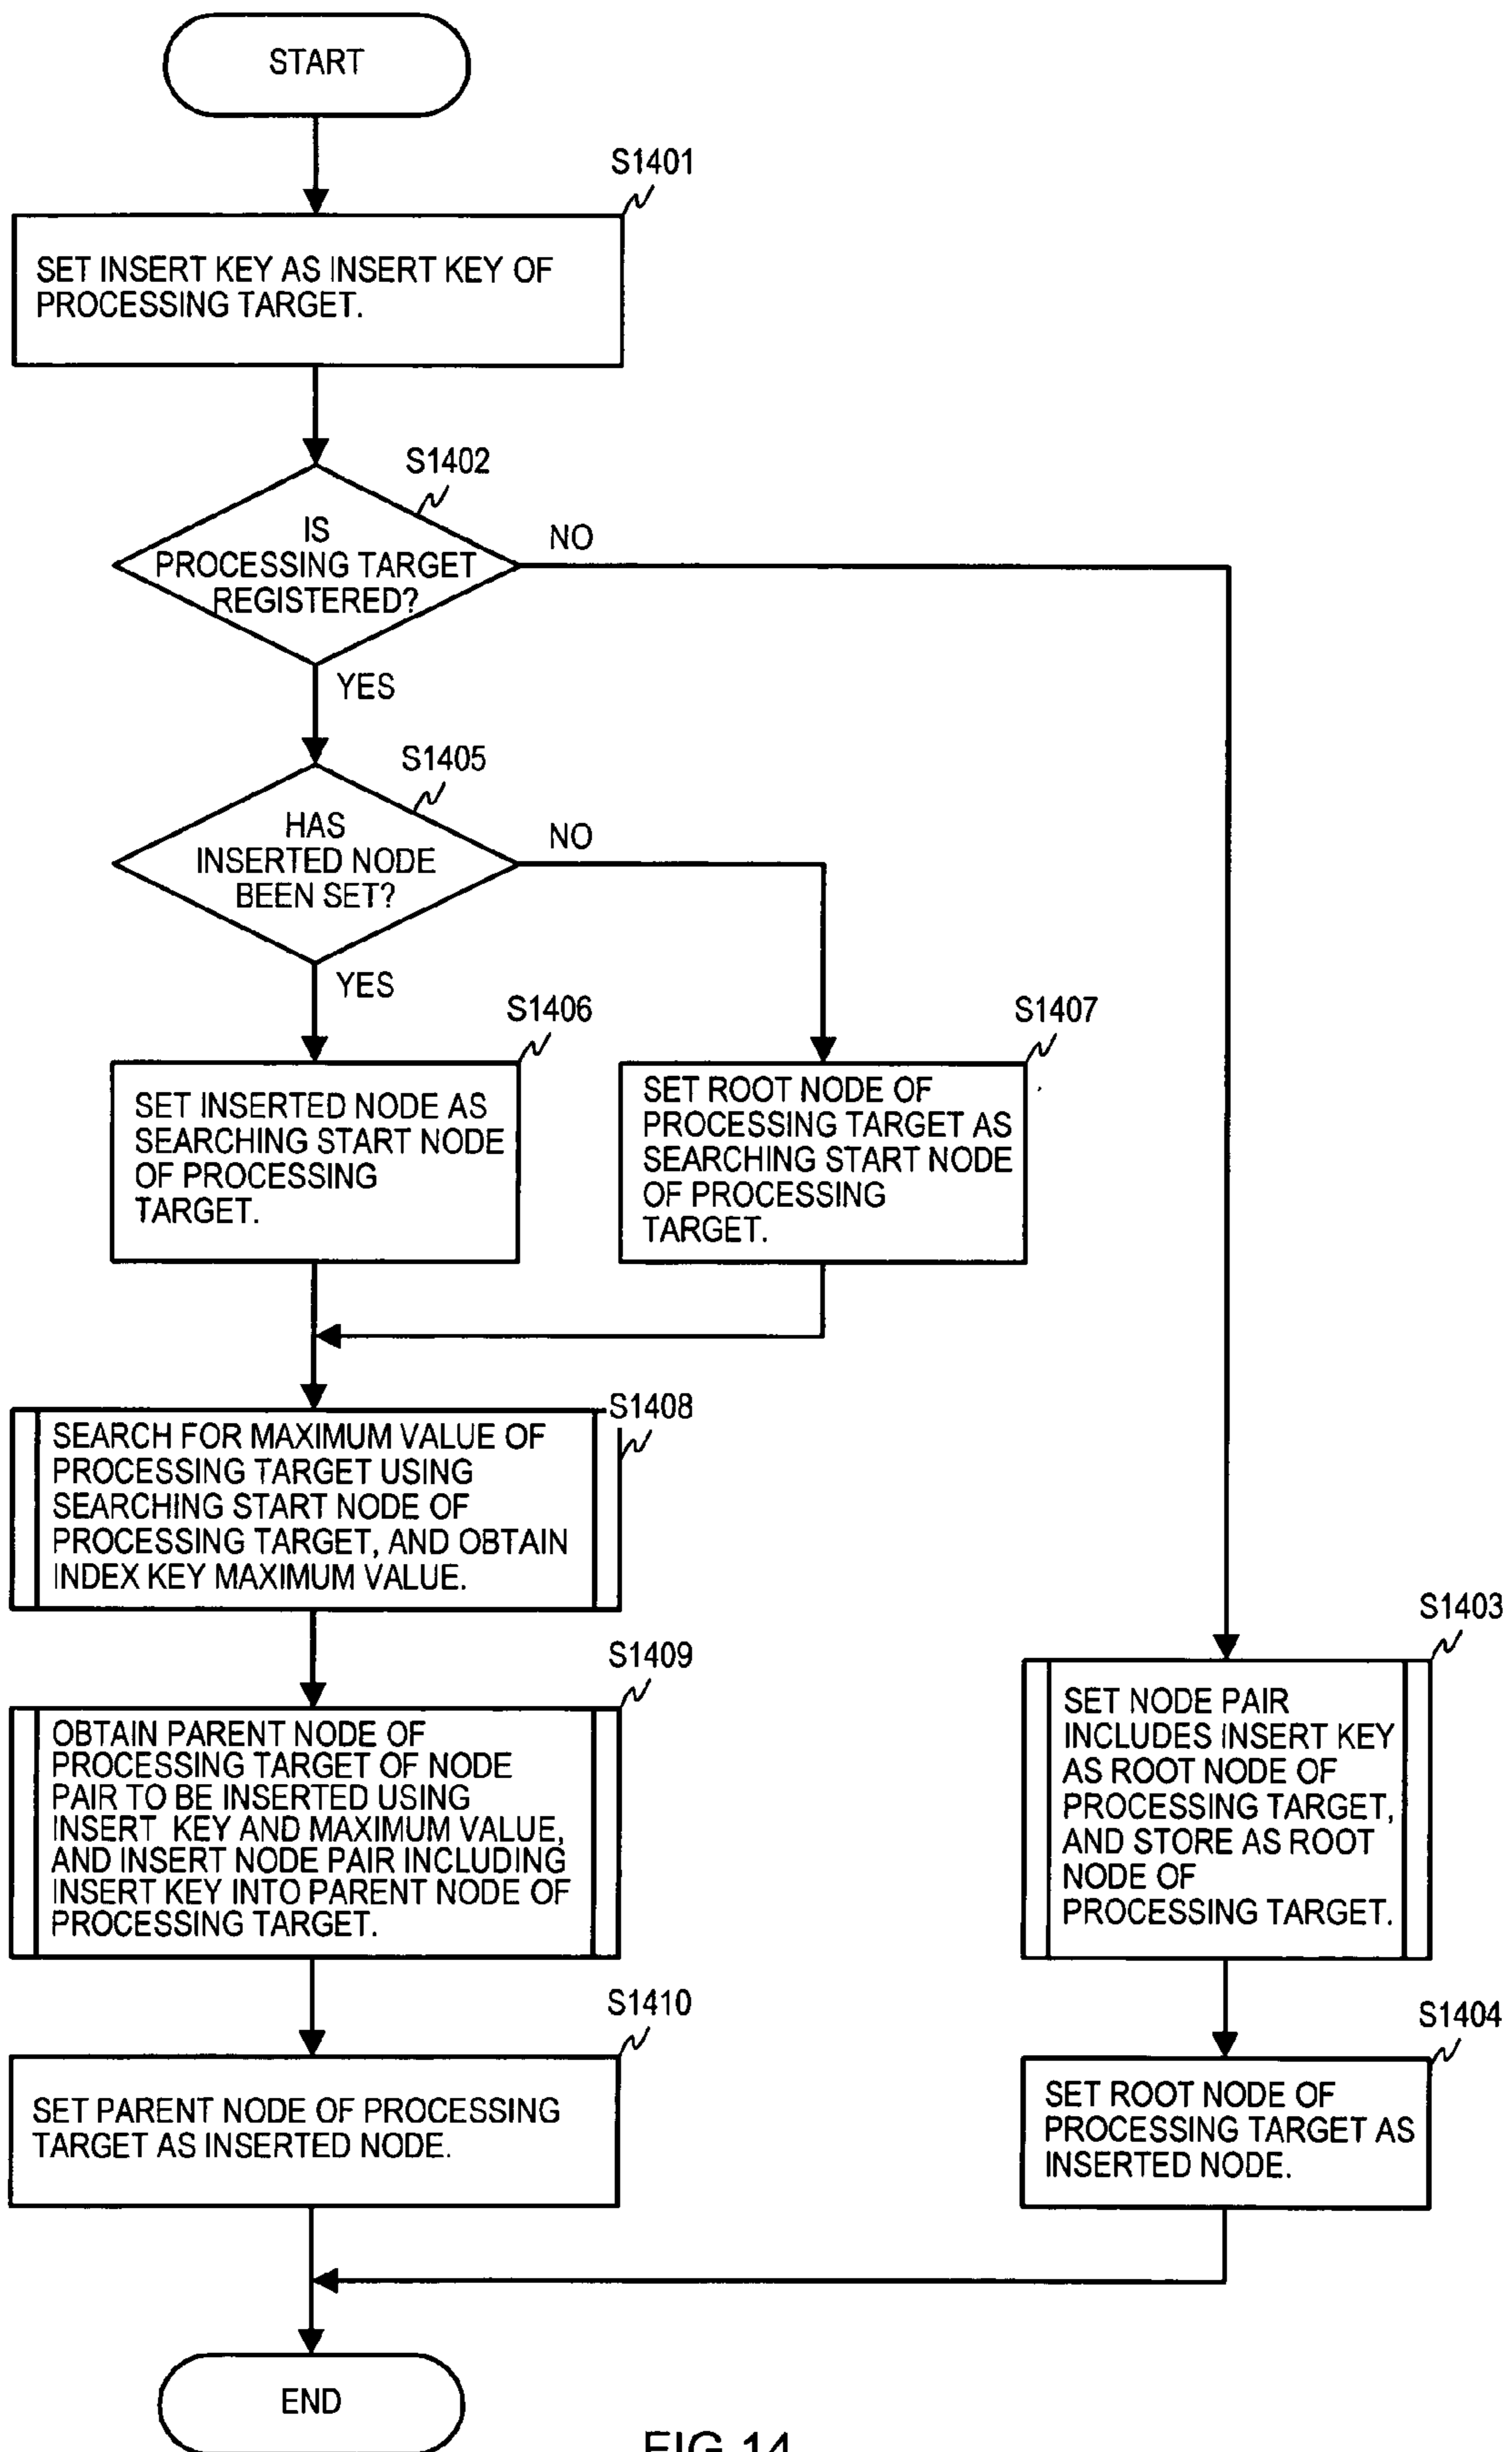 START
S1401
SET INSERT KEY AS INSERT KEY OF
PROCESSING TARGET.
S1402
IS
PROCESSING TARGET
REGISTERED?
NO
YES
S1405
HAS
INSERTED NODE
BEEN SET?
NO
YES
S1406
SET INSERTED NODE AS
SEARCHING START NODE
OF PROCESSING
TARGET.
S1407
SET ROOT NODE OF
PROCESSING TARGET AS
SEARCHING START NODE
OF PROCESSING
TARGET.
S1408
SEARCH FOR MAXIMUM VALUE OF
PROCESSING TARGET USING
SEARCHING START NODE OF
PROCESSING TARGET, AND OBTAIN
INDEX KEY MAXIMUM VALUE.
S1409
OBTAIN PARENT NODE OF
PROCESSING TARGET OF NODE
PAIR TO BE INSERTED USING
INSERT KEY AND MAXIMUM VALUE,
AND INSERT NODE PAIR INCLUDING
INSERT KEY INTO PARENT NODE OF
PROCESSING TARGET.
S1403
SET NODE PAIR
INCLUDES INSERT KEY
AS ROOT NODE OF
PROCESSING TARGET,
AND STORE AS ROOT
NODE OF
PROCESSING TARGET.
S1410
SET PARENT NODE OF PROCESSING
TARGET AS INSERTED NODE.
S1404
SET ROOT NODE OF
PROCESSING TARGET AS
INSERTED NODE.
END
FIG.14